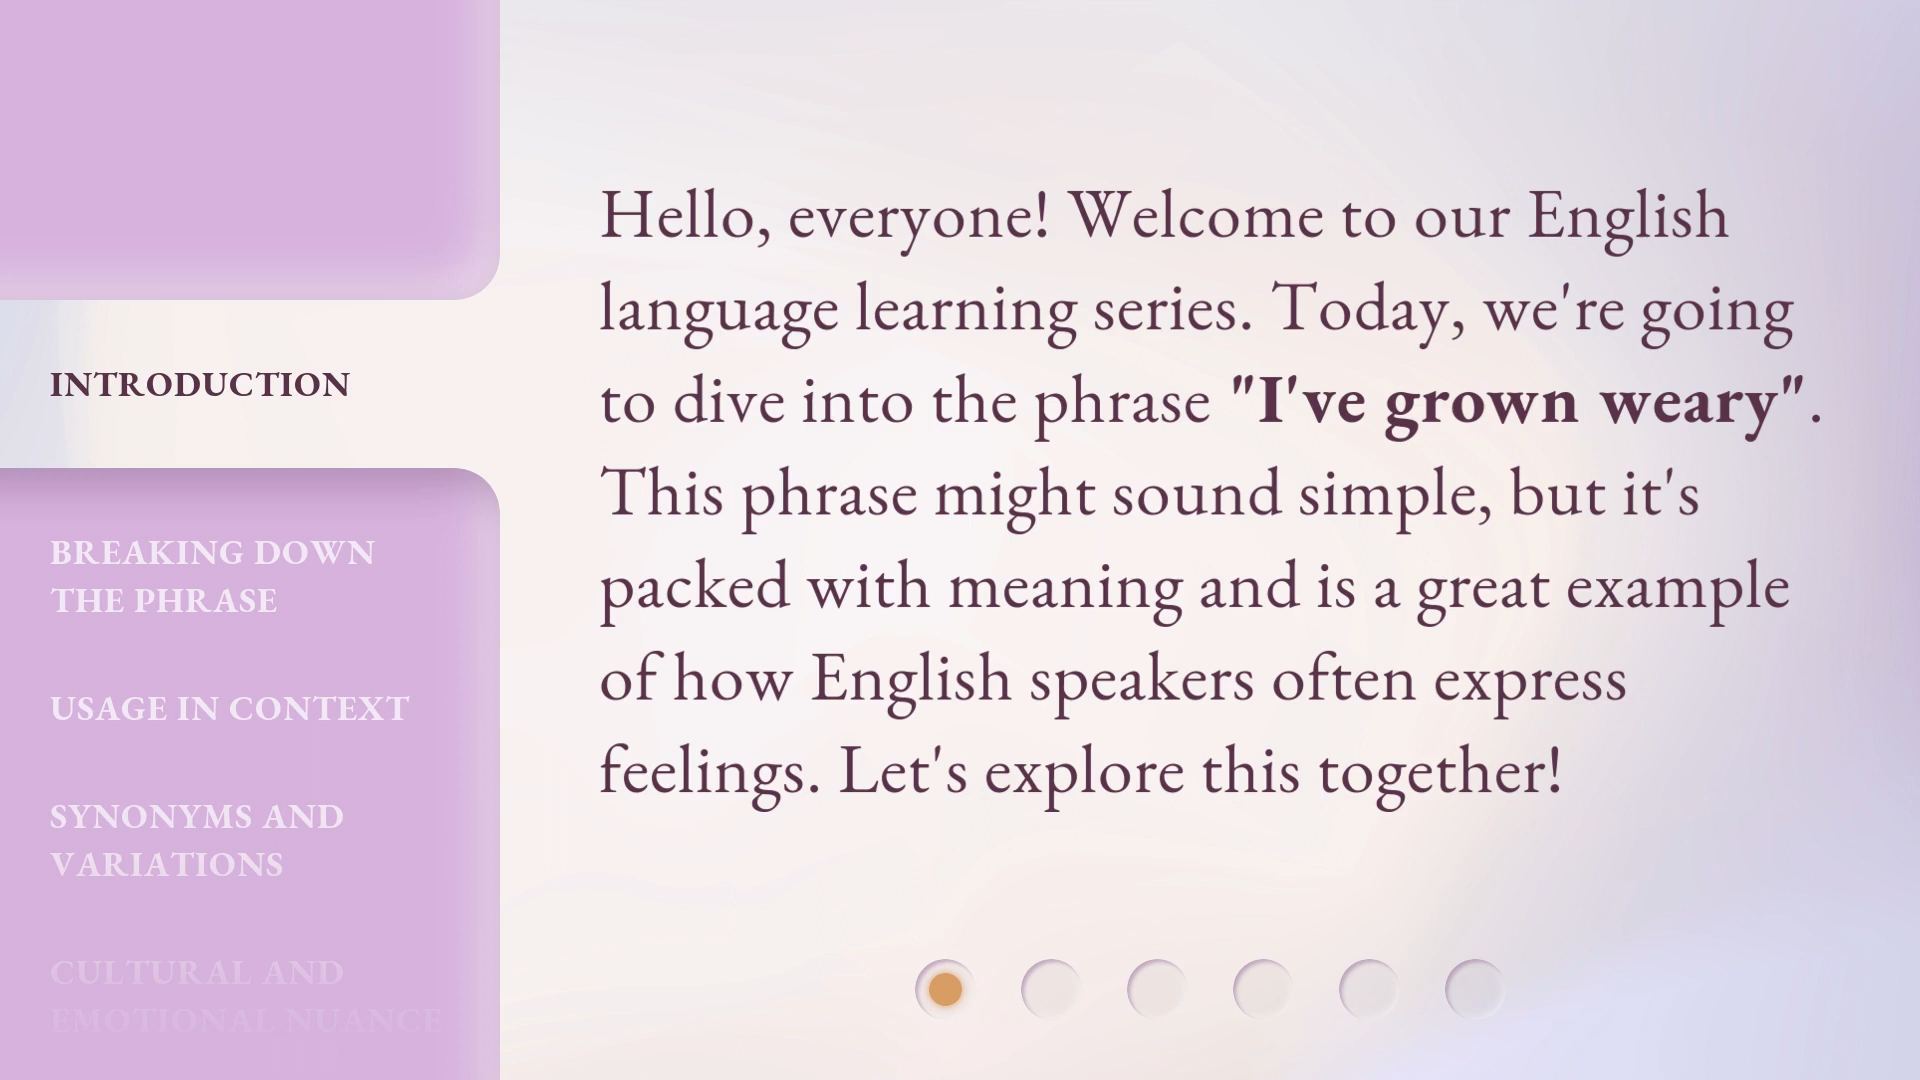 INTRODUCTION
BREAKING DOWN
THE PHRASE
USAGE IN CONTEXT
SYNONYMS AND
VARIATIONS
CULTURAL AND
EMOTIONAL NUANCE
Hello, everyone! Welcome to our English
language learning series. Today, we're going
to dive into the phrase "I've grown weary".
This phrase might sound simple, but it's
packed with meaning and is a great example
of how English speakers often express
feelings. Let's explore this together!